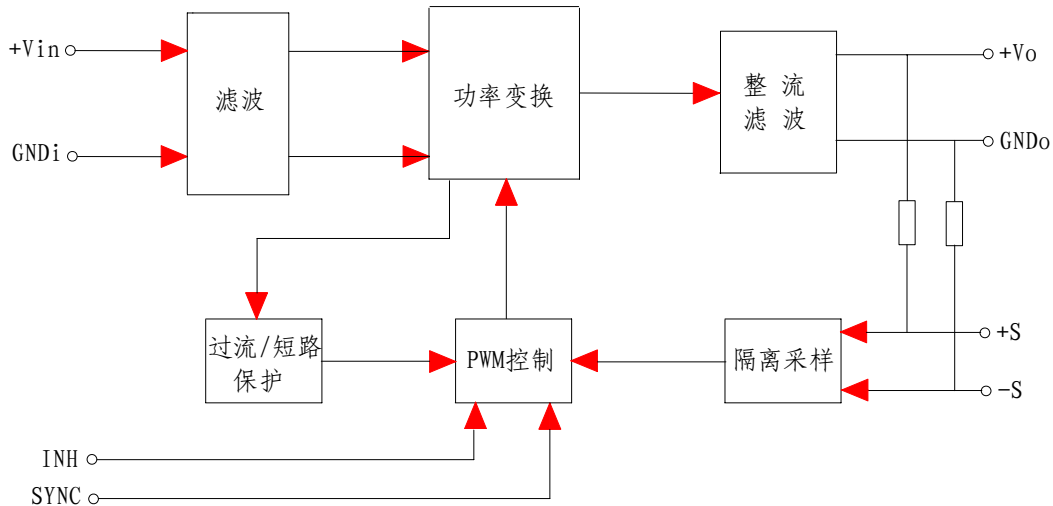 +Vin
GNDi
滤波
功率变换
整 流
滤 波
+Vo
GNDo
过流/短路
保护
PWM控制
隔离采样
+S
-S
INH
SYNC